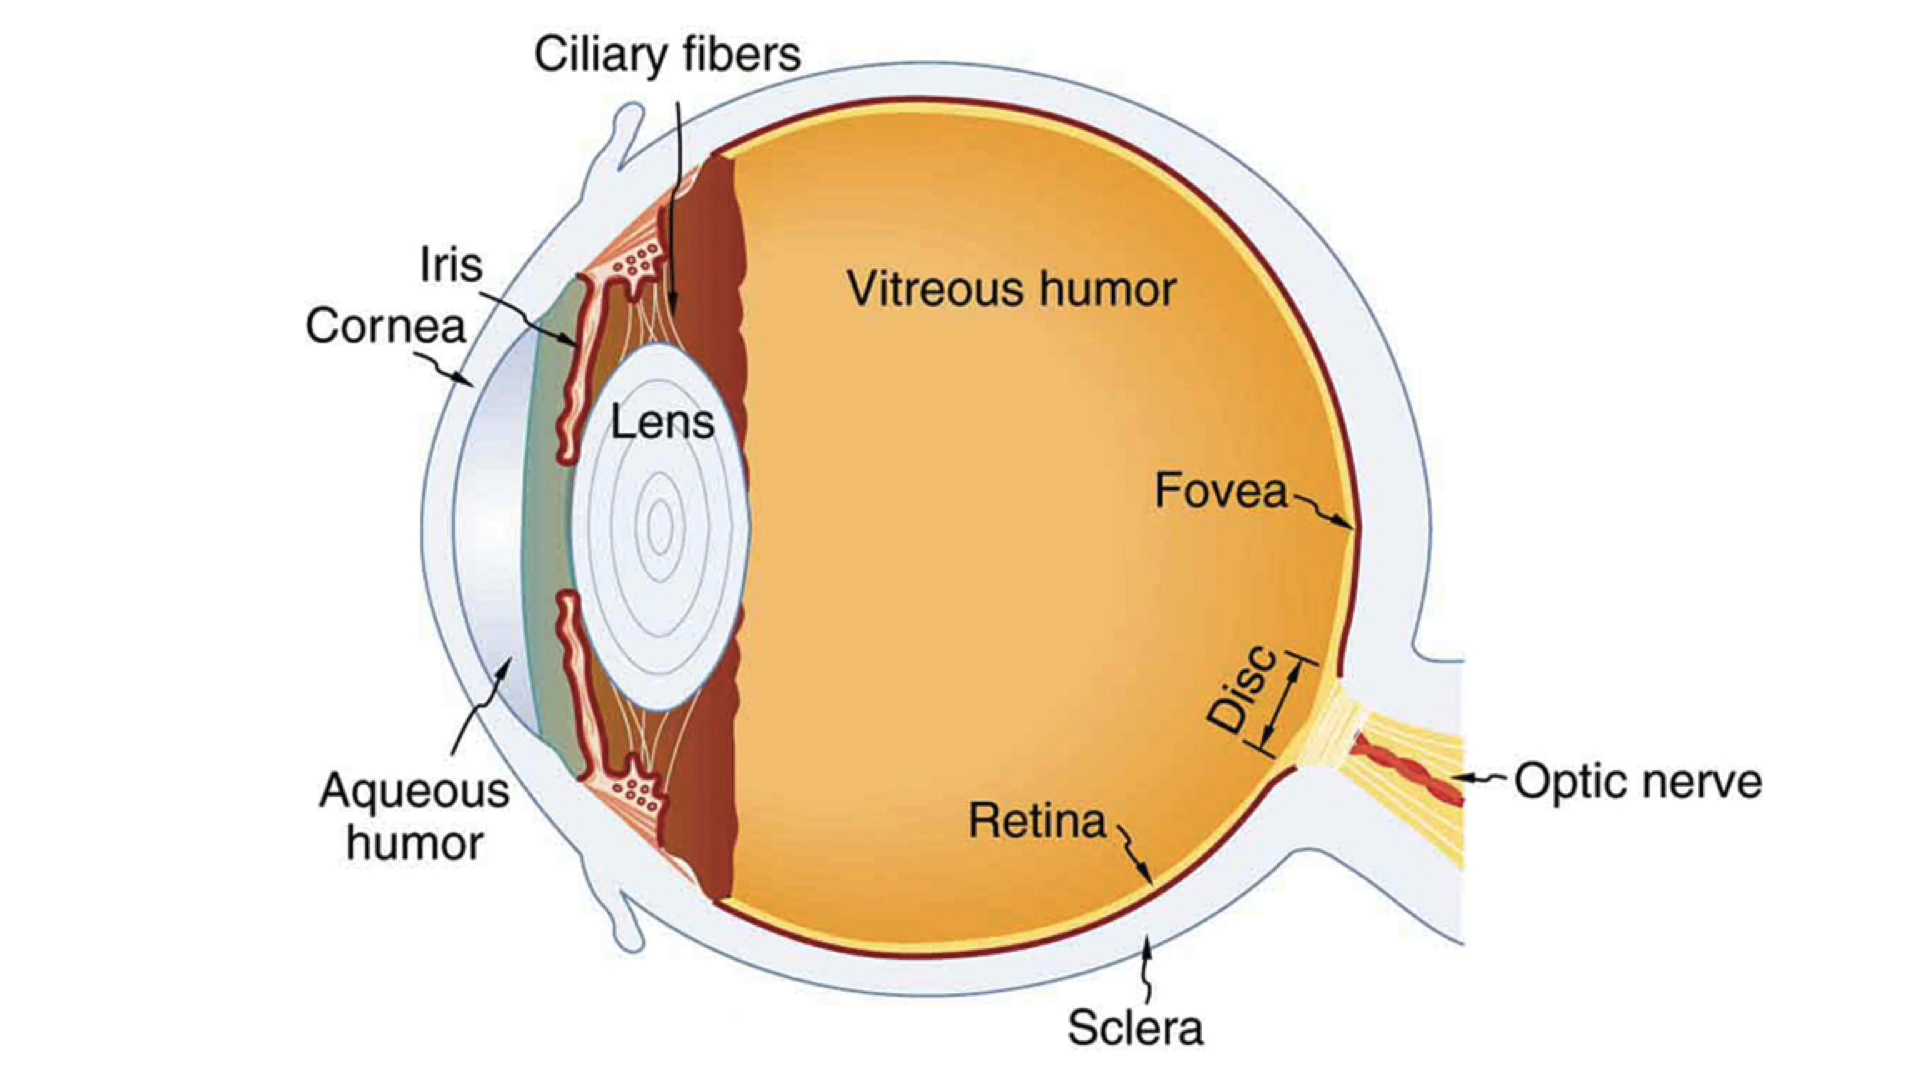 Ciliary fibers
Iris
Cornea
Vitreous humor
Lens
Fovea
Disc
Aqueous
humor
Optic nerve
Retina
Sclera